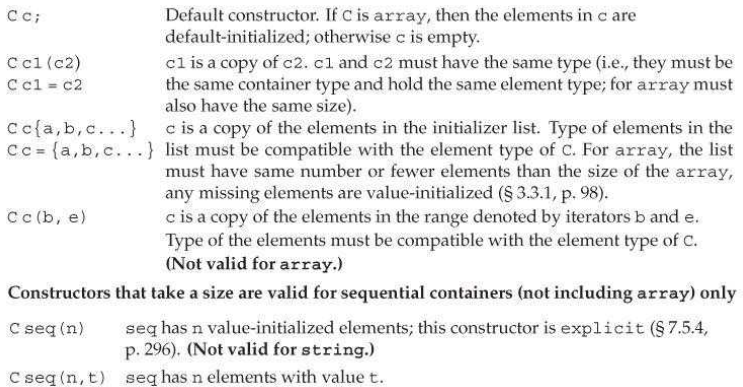 C c; Default constructor. If C is array, then the elements in c are
default-initialized; otherwise c is empty.
C c1(c2) c1 is a copy of c2. c1 and c2 must have the same type (i.e., they must be
C c1 = c2 the same container type and hold the same element type; for array must
also have the same size).
C c{a,b,c...} c is a copy of the elements in the initializer list. Type of elements in the
C c = {a,b,c...} list must be compatible with the element type of C. For array, the list
must have same number or fewer elements than the size of the array,
any missing elements are value-initialized (§ 3.3.1, p. 98).
C c(b, e) c is a copy of the elements in the range denoted by iterators b and e.
Type of the elements must be compatible with the element type of C.
(Not valid for array.)
Constructors that take a size are valid for sequential containers (not including array) only
C seq(n) seq has n value-initialized elements; this constructor is explicit (§ 7.5.4,
p. 296). (Not valid for string.)
C seq(n,t) seq has n elements with value t.